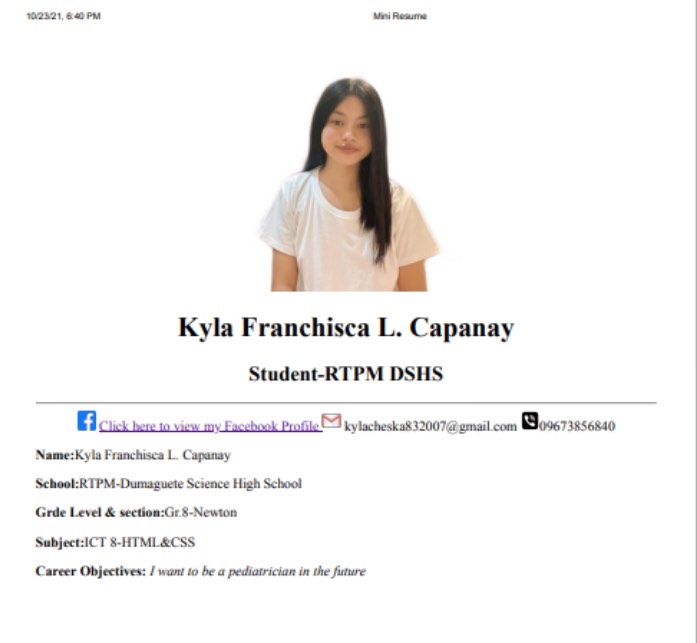 10/23/21, 6:40 PM Mini Resume
Kyla Franchisca L. Capanay
Student-RTPM DSHS
Click here to view my Facebook Profile kylacheska832007@gmail.com 09673856840
Name:Kyla Franchisca L. Capanay
School:RTPM-Dumaguete Science High School
Grde Level & section:Gr.8-Newton
Subject:ICT 8-HTML&CSS
Career Objectives: I want to be a pediatrician in the future